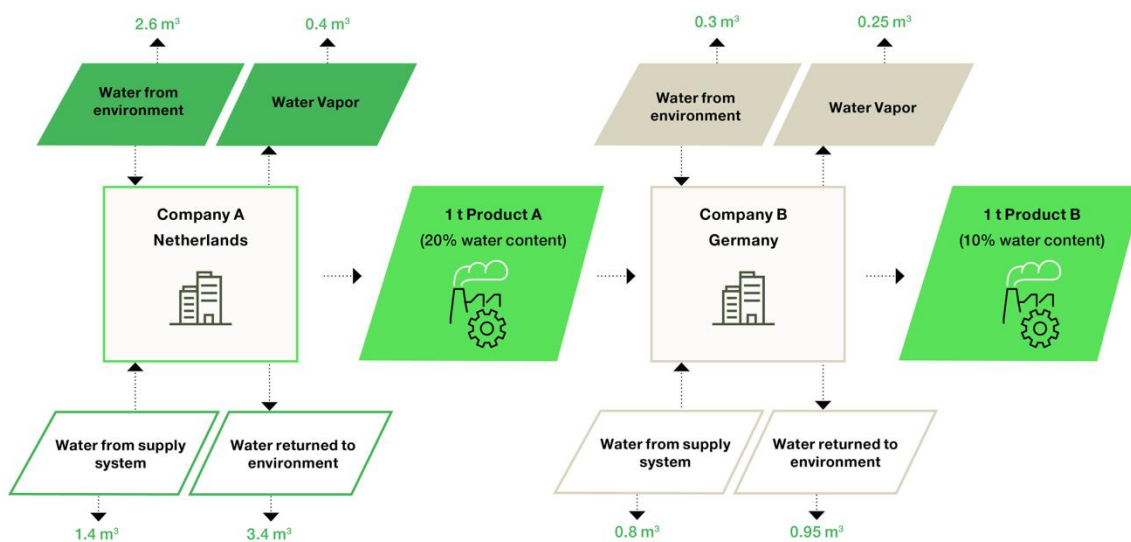 2.6 m³
0.4 m³
0.3 m³
0.25 m³
Water from
environment
Water Vapor
Water from
environment
Water Vapor
Company A
Netherlands
1 t Product A
(20% water content)
Company B
Germany
1 t Product B
(10% water content)
Water from supply
system
Water returned to
environment
Water from supply
system
Water returned to
environment
1.4 m³
3.4 m³
0.8 m³
0.95 m³